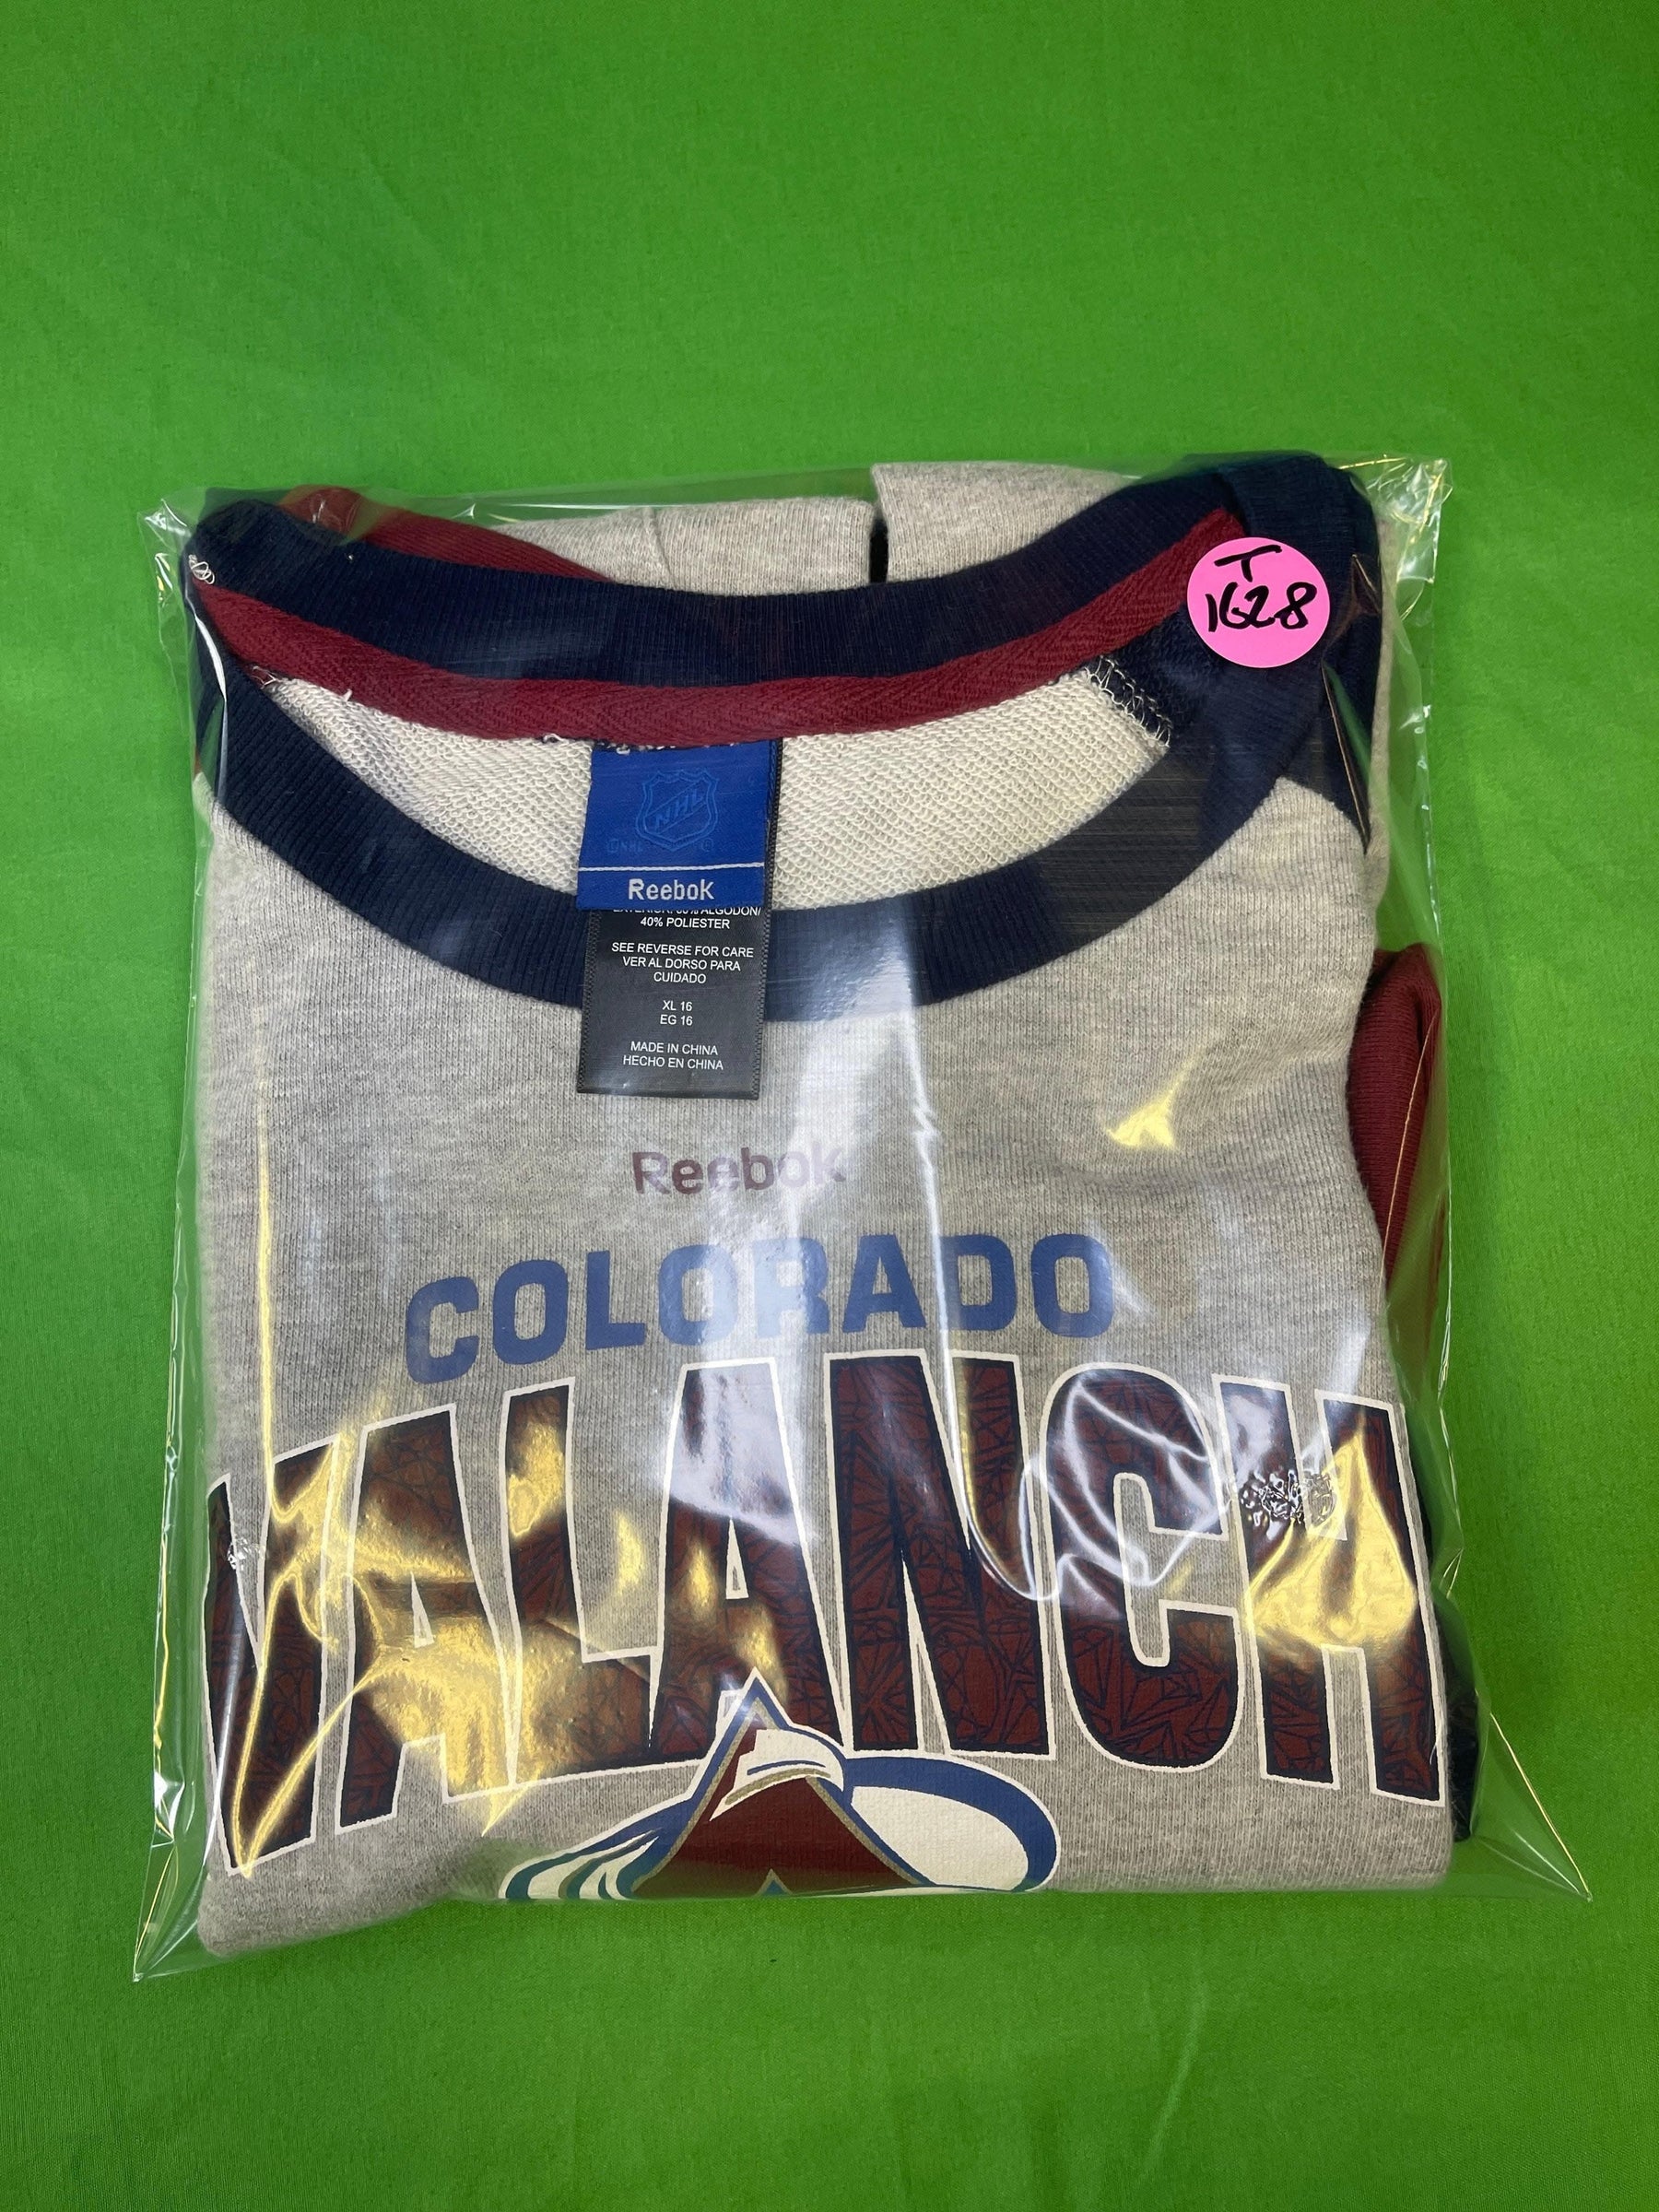 T
1628
NHL
Reebok
40% POLIESTER
SEE REVERSE FOR CARE
VER AL DORSO PARA
CUIDADO
XL 16
EG 16
MADE IN CHINA
HECHO EN CHINA
Reebok
COLORADO
VALANCH